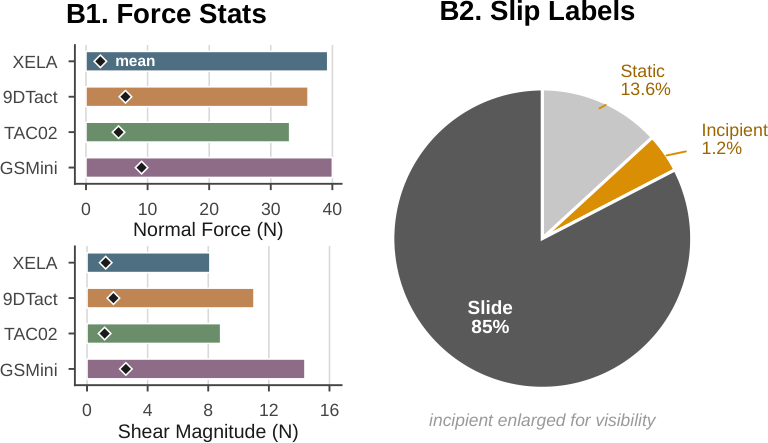 B1. Force Stats
XELA
mean
9DTact
TAC02
GSMini
0 10 20 30 40
Normal Force (N)
XELA
9DTact
TAC02
GSMini
0 4 8 12 16
Shear Magnitude (N)
B2. Slip Labels
Static
13.6%
Incipient
1.2%
Slide
85%
incipient enlarged for visibility